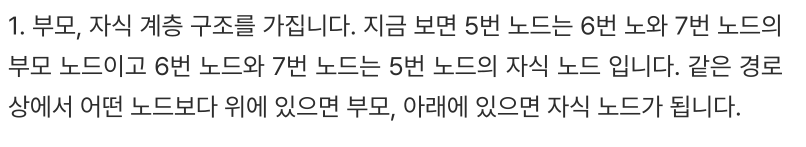 1. 부모, 자식 계층 구조를 가집니다. 지금 보면 5번 노드는 6번 노와 7번 노드의
부모 노드이고 6번 노드와 7번 노드는 5번 노드의 자식 노드 입니다. 같은 경로
상에서 어떤 노드보다 위에 있으면 부모, 아래에 있으면 자식 노드가 됩니다.